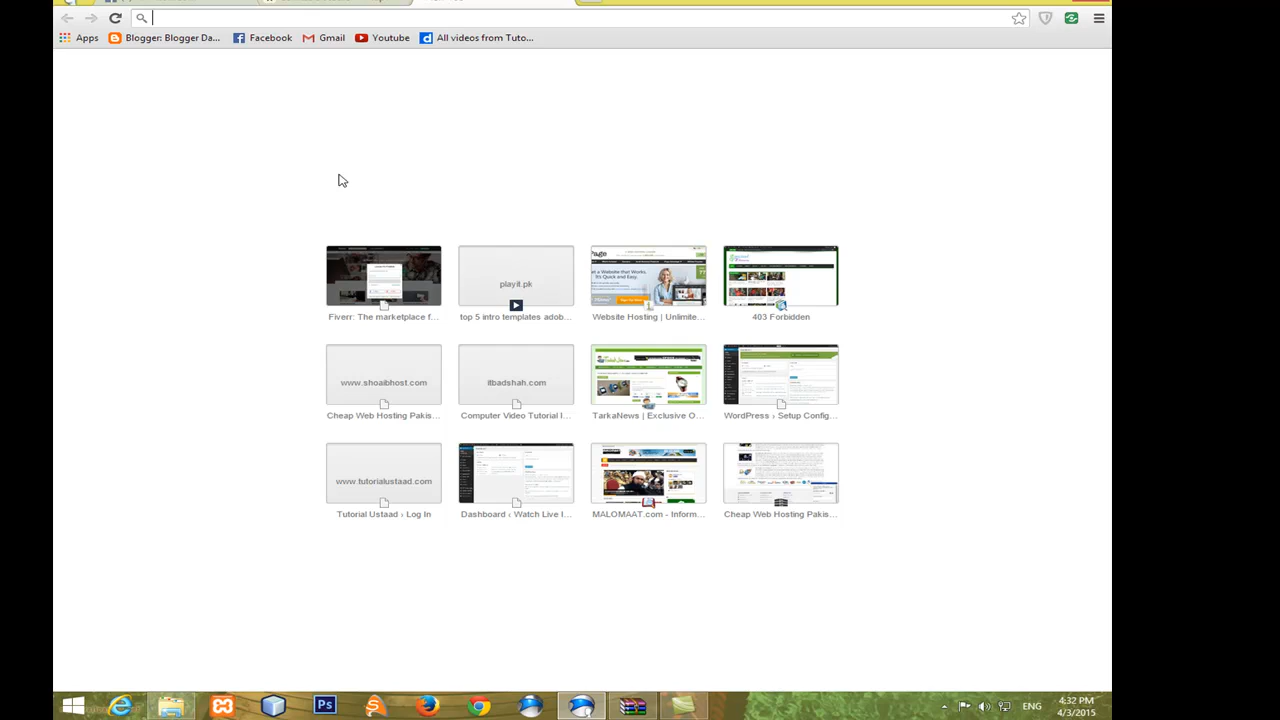 Apps Blogger: Blogger Da... Facebook Gmail Youtube All videos from Tuto...
playit.pk
Fiverr: The marketplace f... top 5 intro templates adob... Website Hosting | Unlimite... 403 Forbidden
www.shoaibhost.com itbadshah.com
Cheap Web Hosting Pakis... Computer Video Tutorial I... TarkaNews | Exclusive O... WordPress › Setup Config...
www.tutorialustaad.com
Tutorial Ustaad › Log In Dashboard ‹ Watch Live I... MALOMAAT.com - Inform... Cheap Web Hosting Pakis...
Ps
ENG
4:32 PM
4/3/2015